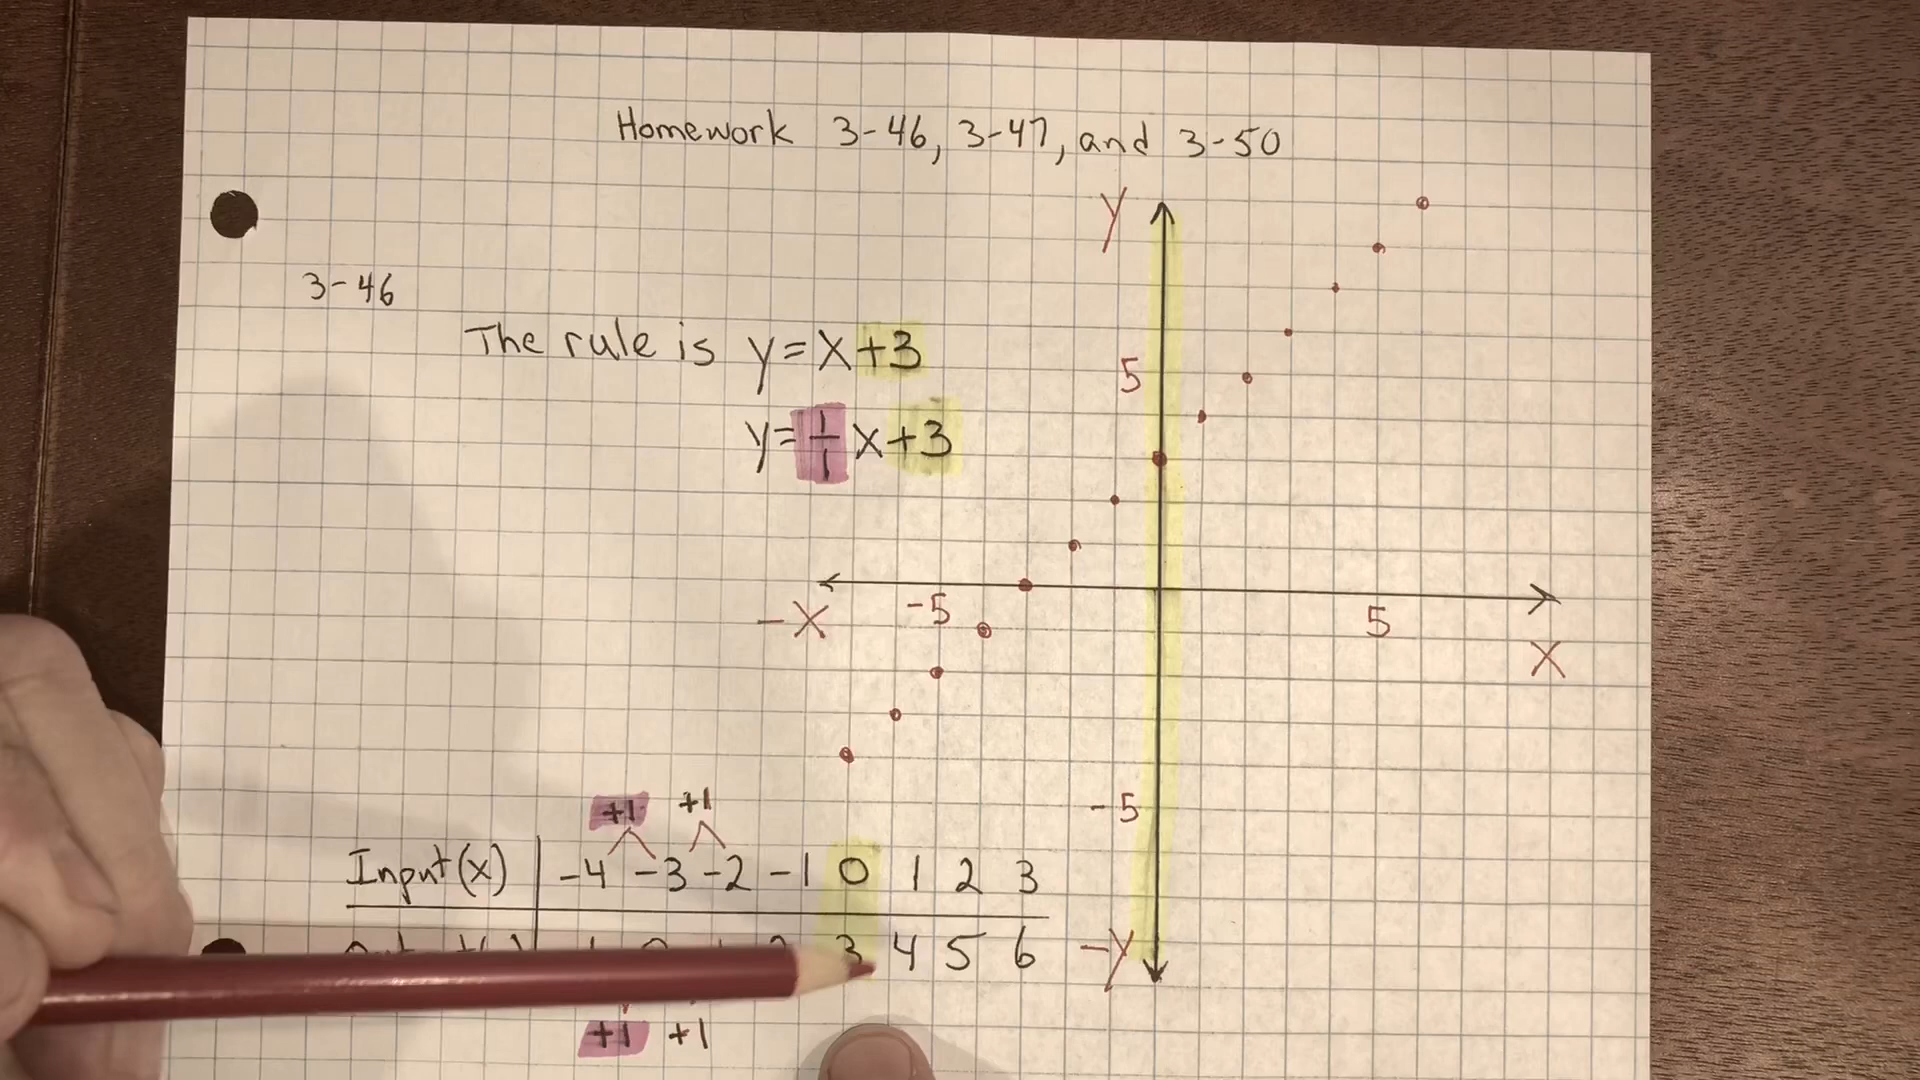 Homework 3-46, 3-47, and 3-50
y
3-46
The rule is y=x+3
5
y=1/1x+3
-x
-5
5
x
-5
+1 +1
Input(x) -4 -3 -2 -1 0 1 2 3
3 4 5 6
-y
+1 +1